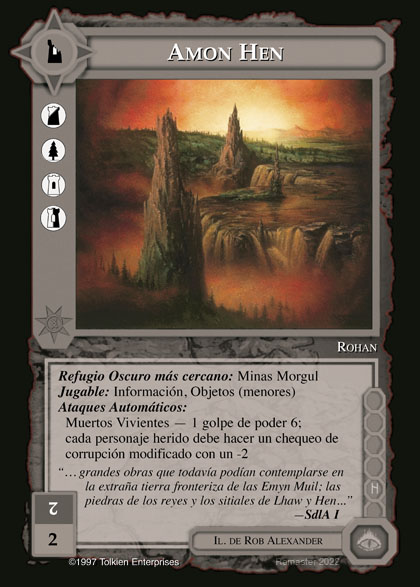 Amon Hen
Rohan
Refugio Oscuro más cercano: Minas Morgul
Jugable: Información, Objetos (menores)
Ataques Automáticos:
Muertos Vivientes — 1 golpe de poder 6;
cada personaje herido debe hacer un chequeo de
corrupción modificado con un -2
“… grandes obras que todavía podían contemplarse en
la extraña tierra fronteriza de las Emyn Muil; las
piedras de los reyes y los sitiales de Lhaw y Hen...”
—SdlA I
H
2
2
Il. de Rob Alexander
©1997 Tolkien Enterprises